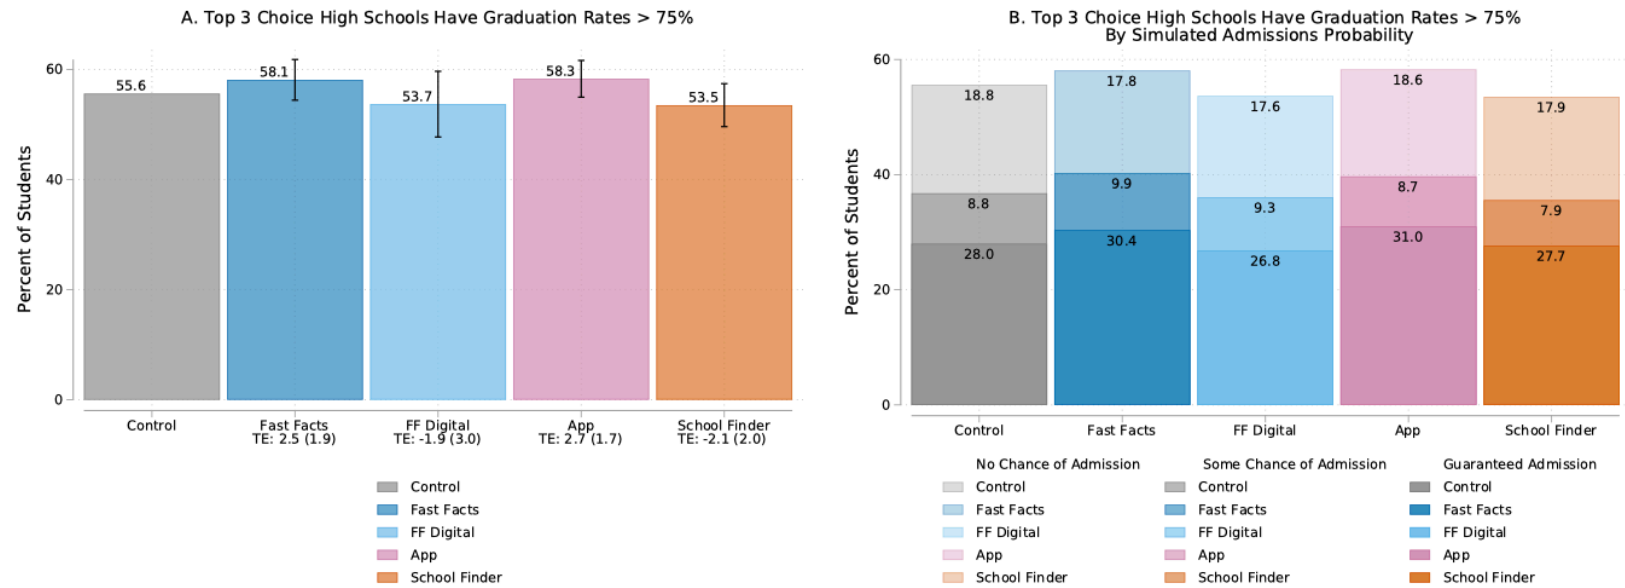 A. Top 3 Choice High Schools Have Graduation Rates > 75%
Percent of Students
60
40
20
0
55.6
58.1
53.7
58.3
53.5
Control
Fast Facts
TE: 2.5 (1.9)
FF Digital
TE: -1.9 (3.0)
App
TE: 2.7 (1.7)
School Finder
TE: -2.1 (2.0)
Control
Fast Facts
FF Digital
App
School Finder
B. Top 3 Choice High Schools Have Graduation Rates > 75%
By Simulated Admissions Probability
Percent of Students
60
40
20
0
18.8
8.8
28.0
17.8
9.9
30.4
17.6
9.3
26.8
18.6
8.7
31.0
17.9
7.9
27.7
Control
Fast Facts
FF Digital
App
School Finder
No Chance of Admission
Control
Fast Facts
FF Digital
App
School Finder
Some Chance of Admission
Control
Fast Facts
FF Digital
App
School Finder
Guaranteed Admission
Control
Fast Facts
FF Digital
App
School Finder